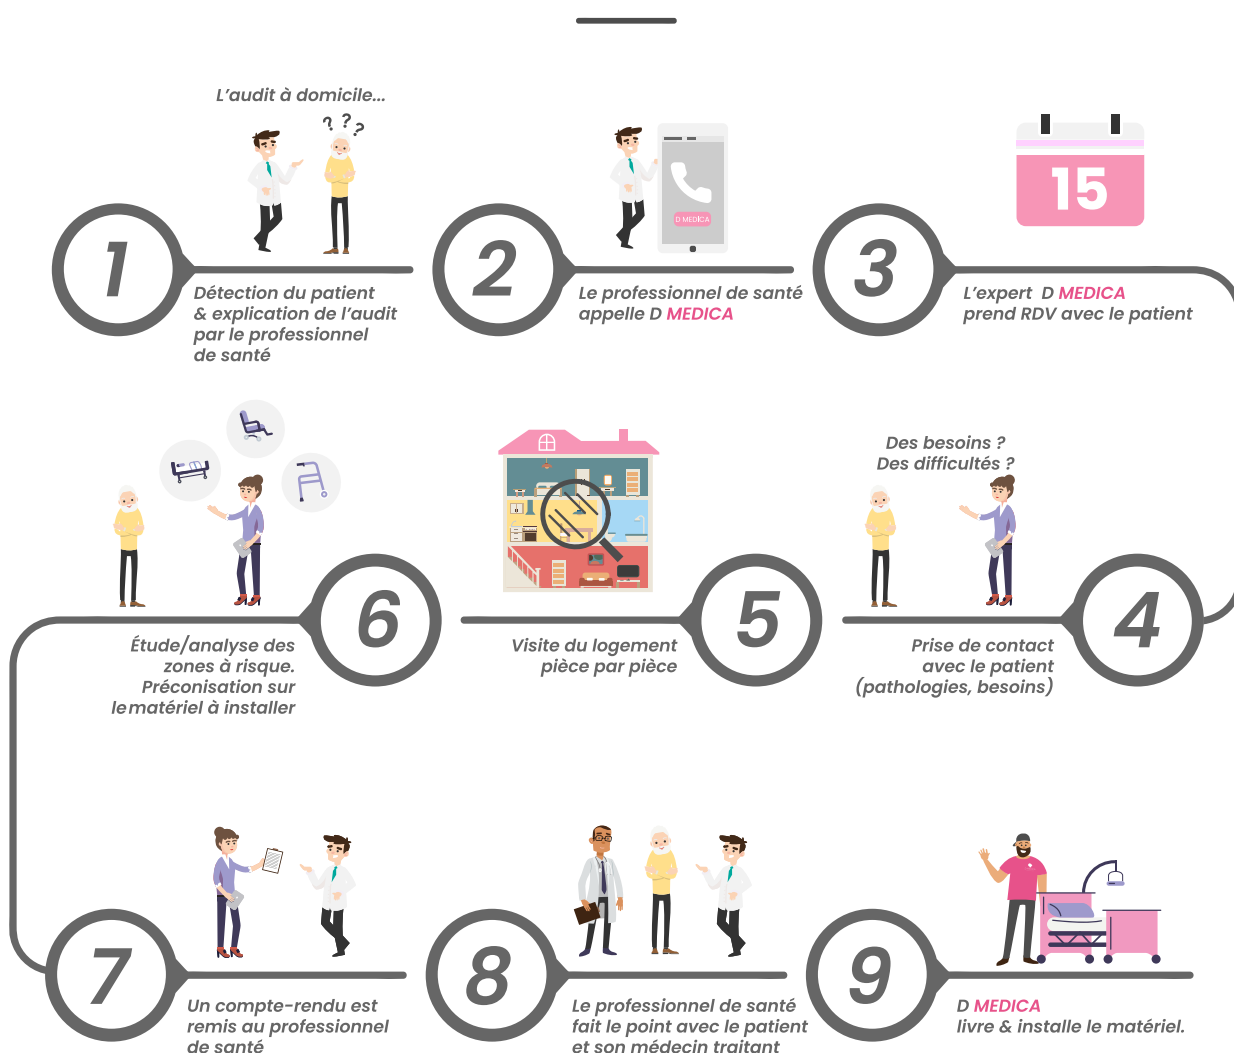 L'audit à domicile...
? ? ?
D MEDICA
15
1
2
3
Détection du patient
& explication de l'audit
par le professionnel
de santé
Le professionnel de santé
appelle D MEDICA
L'expert D MEDICA
prend RDV avec le patient
Des besoins ?
Des difficultés ?
4
Prise de contact
avec le patient
(pathologies, besoins)
5
Visite du logement
pièce par pièce
6
Étude/analyse des
zones à risque.
Préconisation sur
le matériel à installer
7
Un compte-rendu est
remis au professionnel
de santé
8
Le professionnel de santé
fait le point avec le patient
et son médecin traitant
9
D MEDICA
livre & installe le matériel.